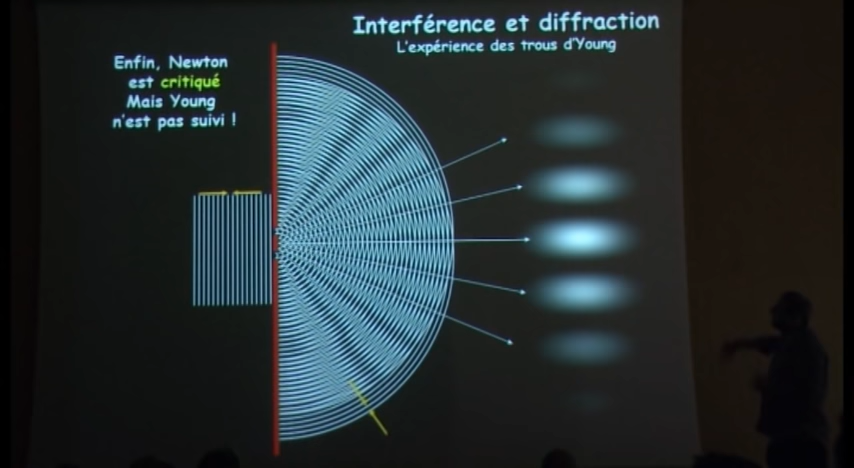 Interférence et diffraction
L'expérience des trous d'Young
Enfin, Newton
est critiqué
Mais Young
n'est pas suivi !